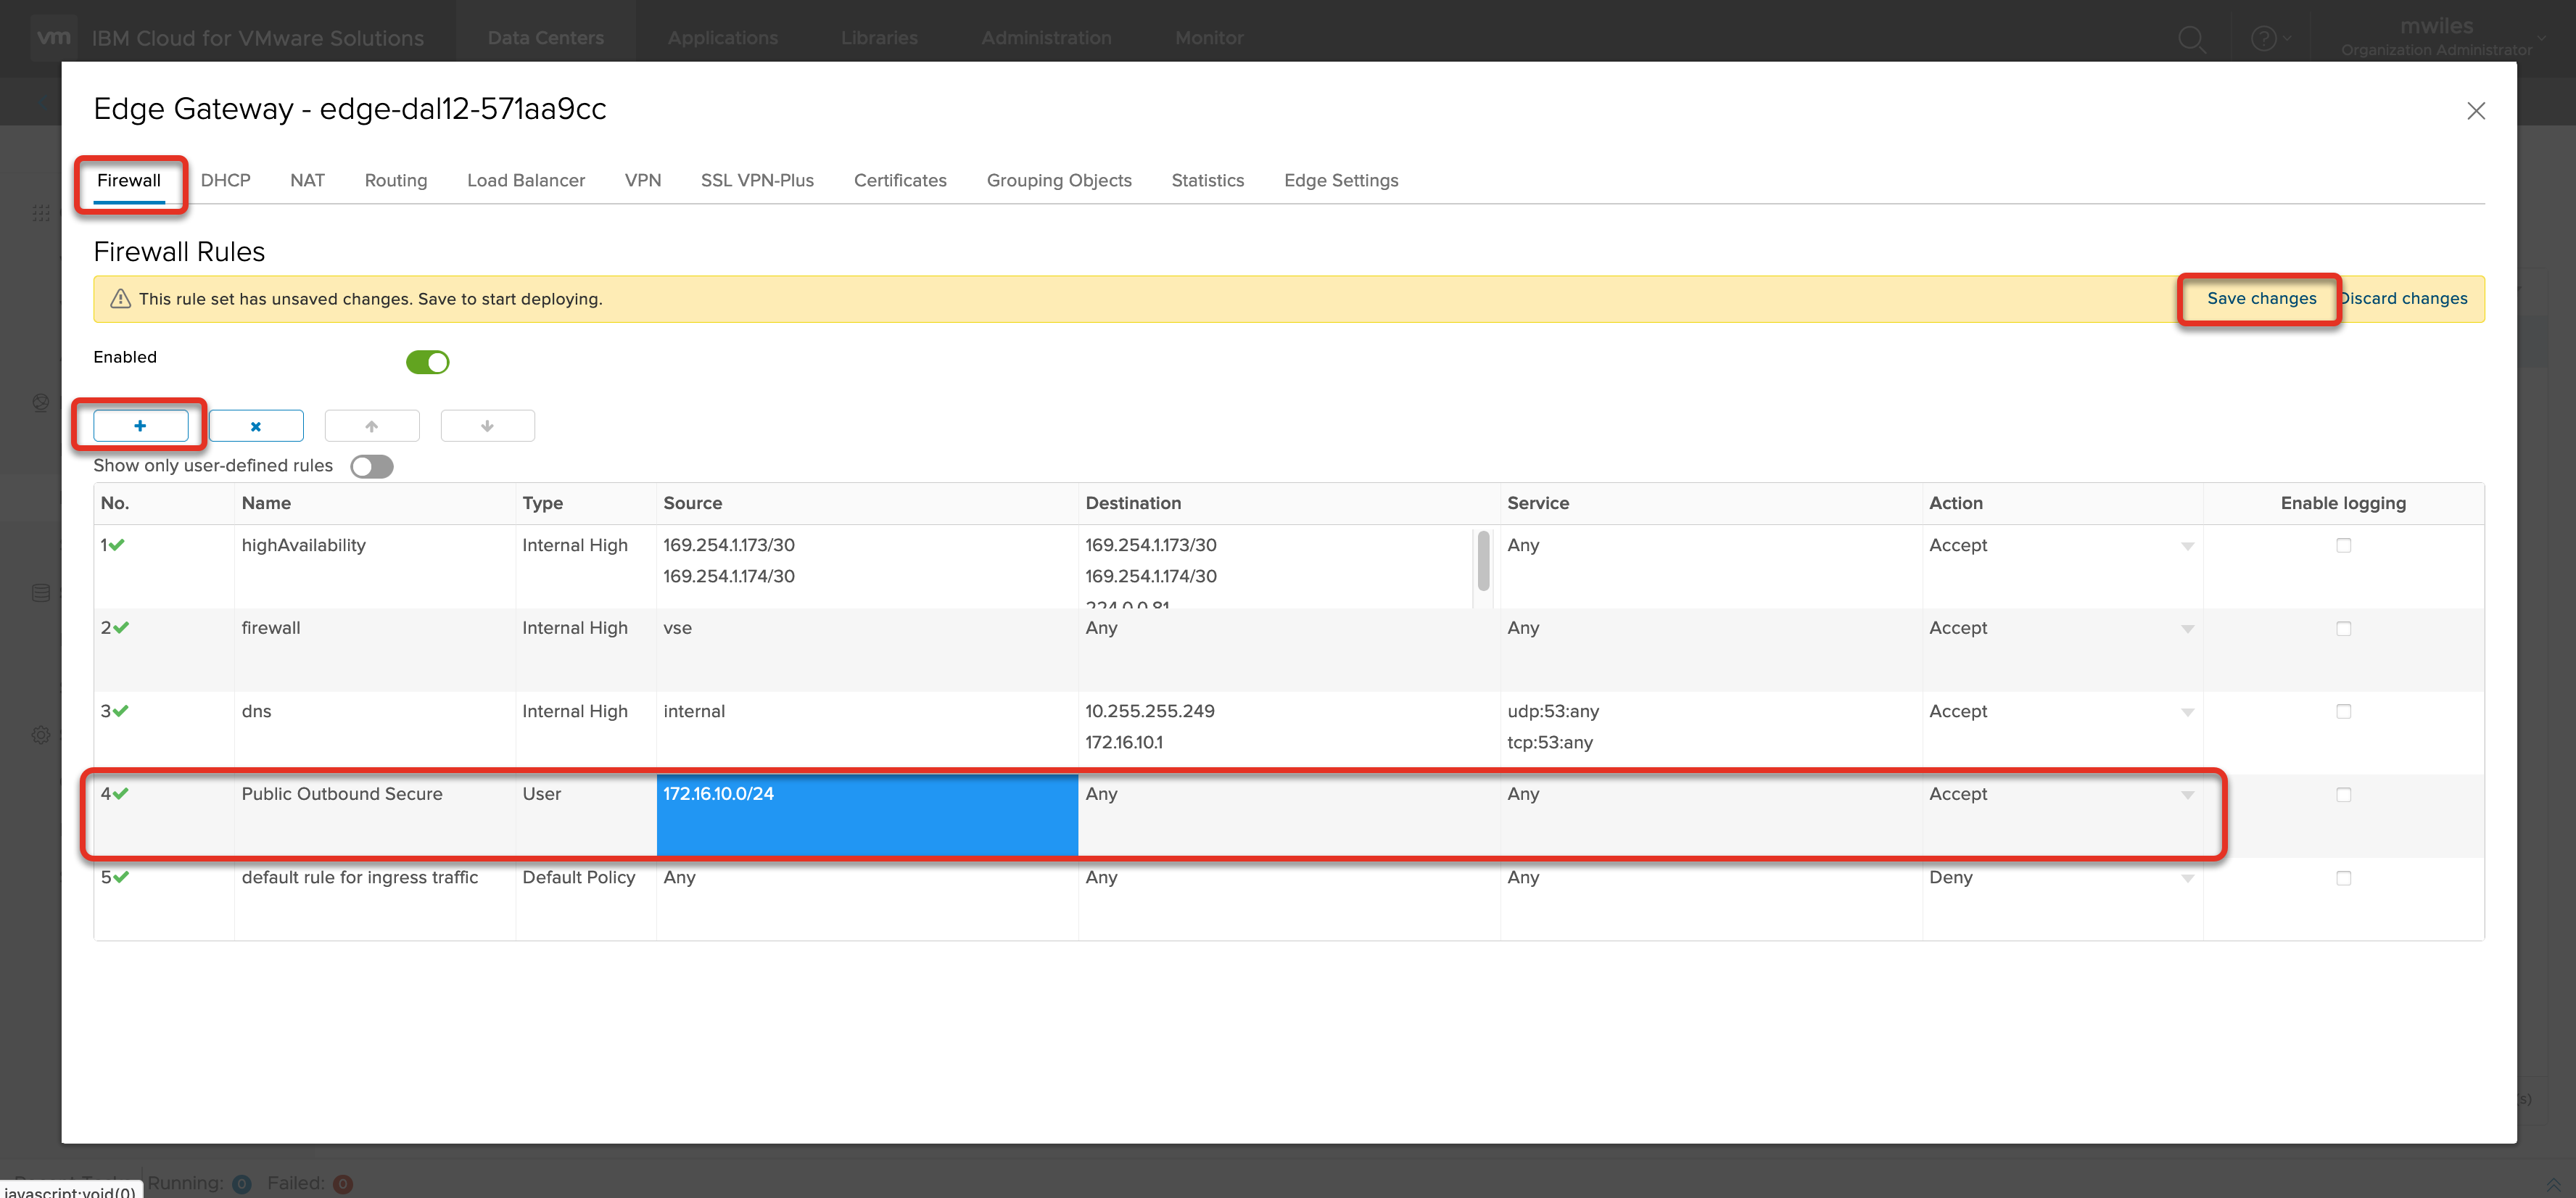 vm IBM Cloud for VMware Solutions Data Centers Applications Libraries Administration Monitor mwiles
Organization Administrator
Edge Gateway - edge-dal12-571aa9cc
Firewall DHCP NAT Routing Load Balancer VPN SSL VPN-Plus Certificates Grouping Objects Statistics Edge Settings
Firewall Rules
This rule set has unsaved changes. Save to start deploying. Save changes Discard changes
Enabled
Show only user-defined rules
No. Name Type Source Destination Service Action Enable logging
1 highAvailability Internal High 169.254.1.173/30 169.254.1.173/30 Any Accept
169.254.1.174/30 169.254.1.174/30
224.0.0.81
2 firewall Internal High vse Any Any Accept
3 dns Internal High internal 10.255.255.249 udp:53:any Accept
172.16.10.1 tcp:53:any
4 Public Outbound Secure User 172.16.10.0/24 Any Any Accept
5 default rule for ingress traffic Default Policy Any Any Any Deny
Running: 0 Failed: 0
javascript:void(0)